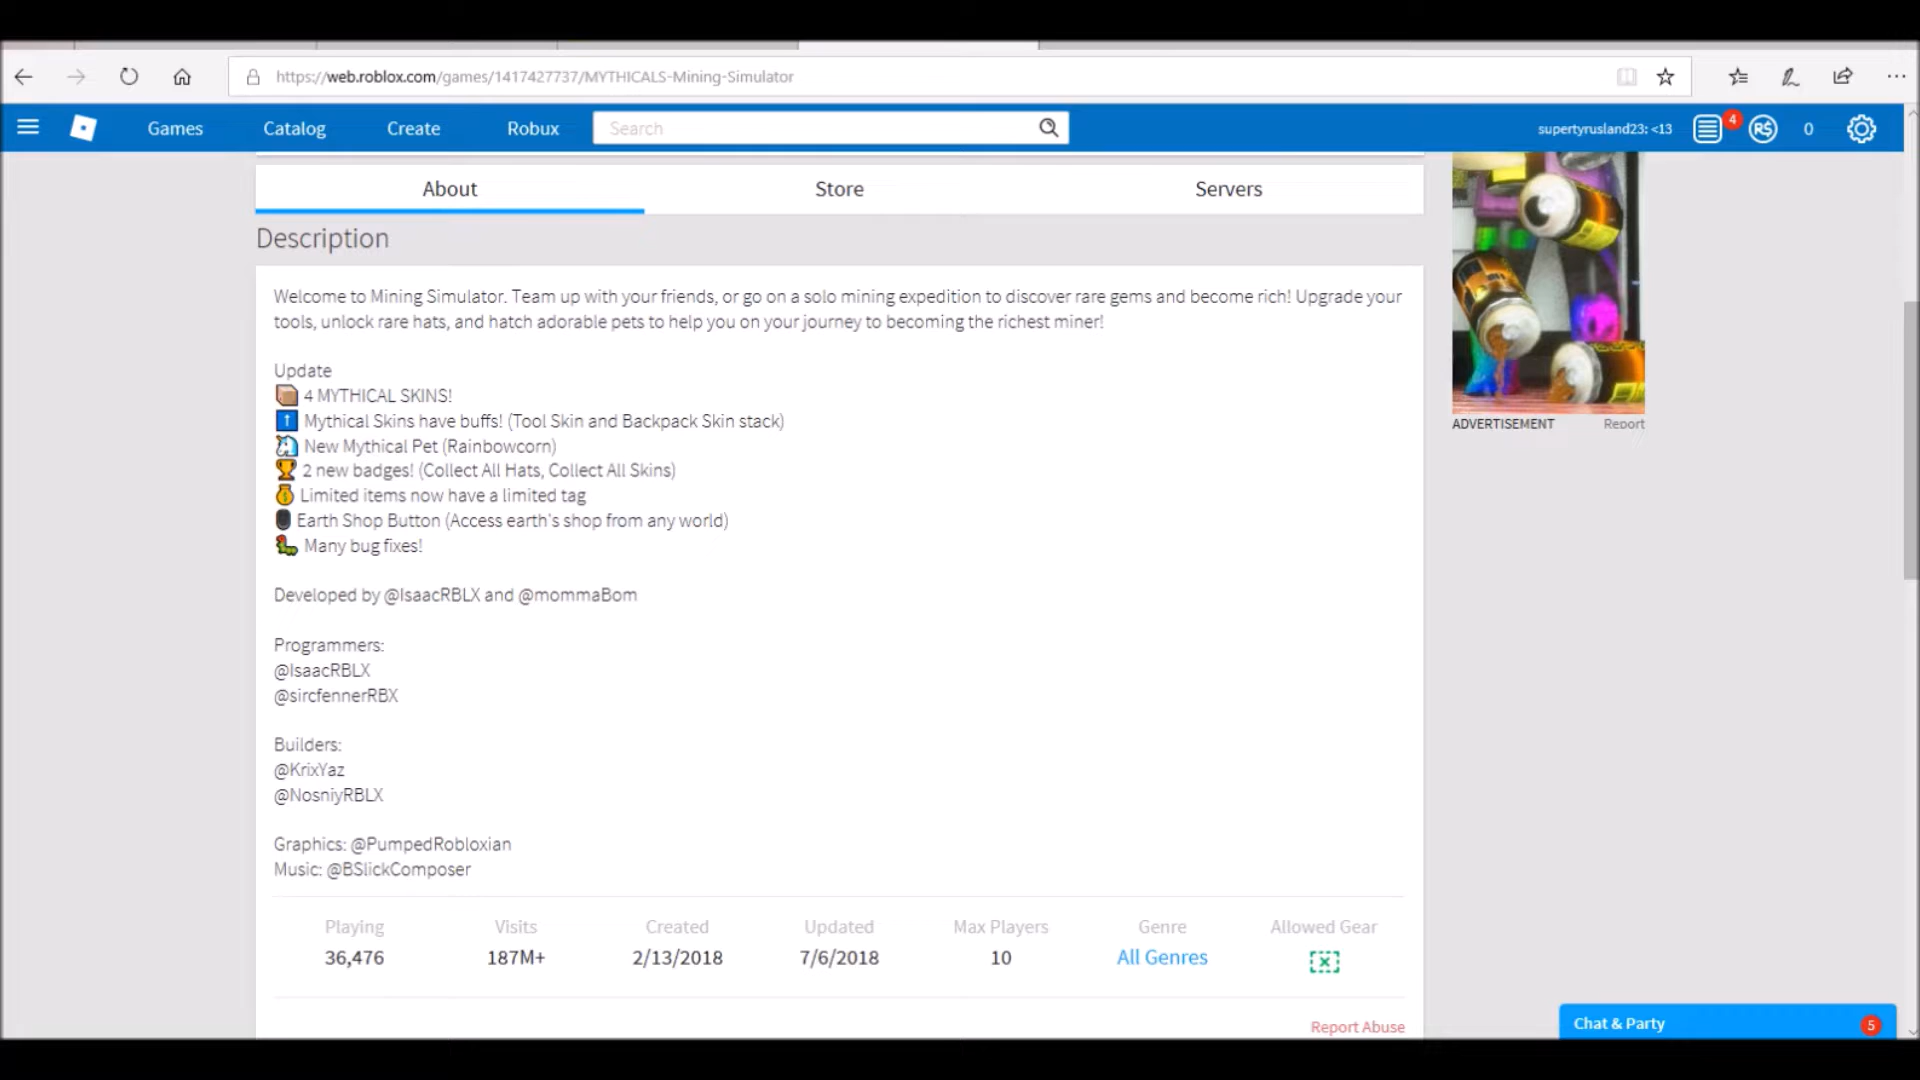 https://web.roblox.com/games/1417427737/MYTHICALS-Mining-Simulator
Games Catalog Create Robux Search supertyrusland23: <13 4 R$ 0
About Store Servers
Description
Welcome to Mining Simulator. Team up with your friends, or go on a solo mining expedition to discover rare gems and become rich! Upgrade your
tools, unlock rare hats, and hatch adorable pets to help you on your journey to becoming the richest miner!
Update
4 MYTHICAL SKINS!
Mythical Skins have buffs! (Tool Skin and Backpack Skin stack)
New Mythical Pet (Rainbowcorn)
2 new badges! (Collect All Hats, Collect All Skins)
Limited items now have a limited tag
Earth Shop Button (Access earth's shop from any world)
Many bug fixes!
Developed by @IsaacRBLX and @mommaBom
Programmers:
@IsaacRBLX
@sircfennerRBX
Builders:
@KrixYaz
@NosniyRBLX
Graphics: @PumpedRobloxian
Music: @BSlickComposer
Playing Visits Created Updated Max Players Genre Allowed Gear
36,476 187M+ 2/13/2018 7/6/2018 10 All Genres
Report Abuse
ADVERTISEMENT Report
Chat & Party 5